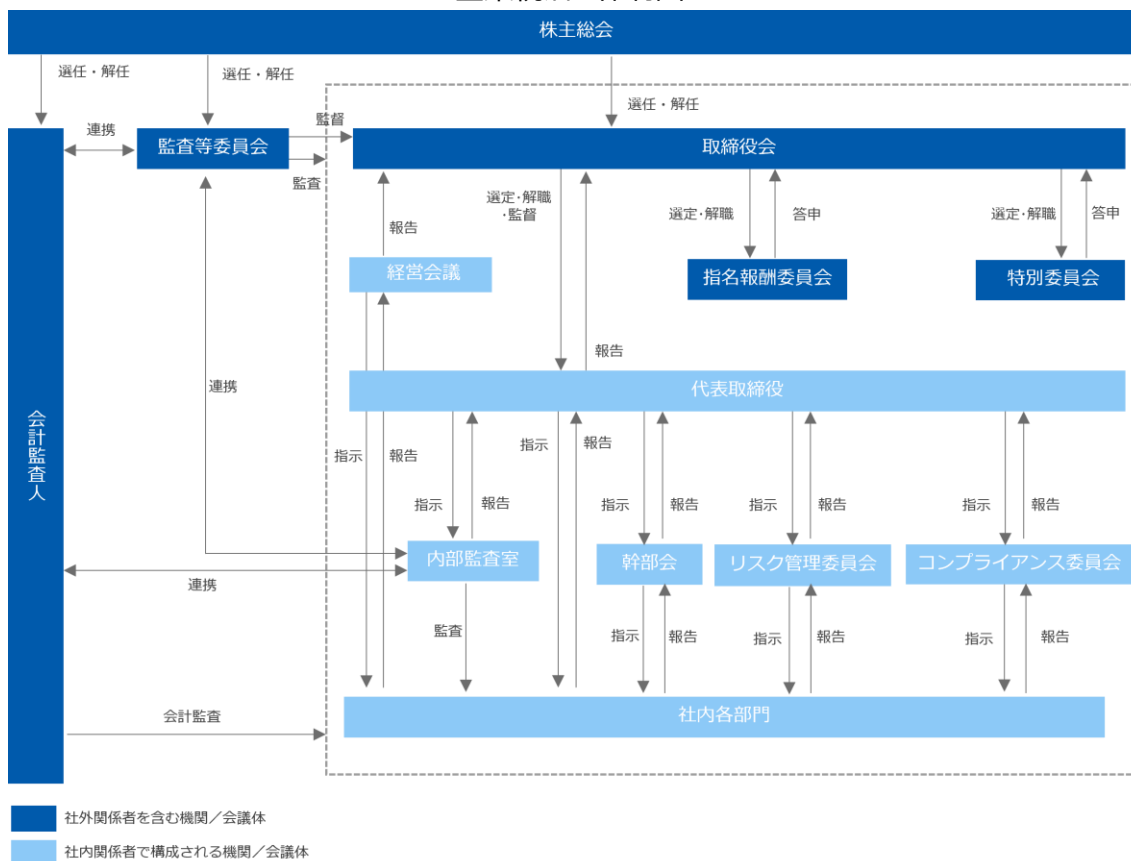 株主総会
選任・解任
選任・解任
選任・解任
連携
監査等委員会
監督
監査
取締役会
選定・解職
・監督
選定・解職
答申
選定・解職
答申
報告
経営会議
指名報酬委員会
特別委員会
報告
連携
代表取締役
会計監査人
指示
報告
指示
報告
指示
報告
指示
報告
指示
報告
指示
報告
内部監査室
幹部会
リスク管理委員会
コンプライアンス委員会
連携
監査
指示
報告
指示
報告
指示
報告
社内各部門
会計監査
社外関係者を含む機関／会議体
社内関係者で構成される機関／会議体